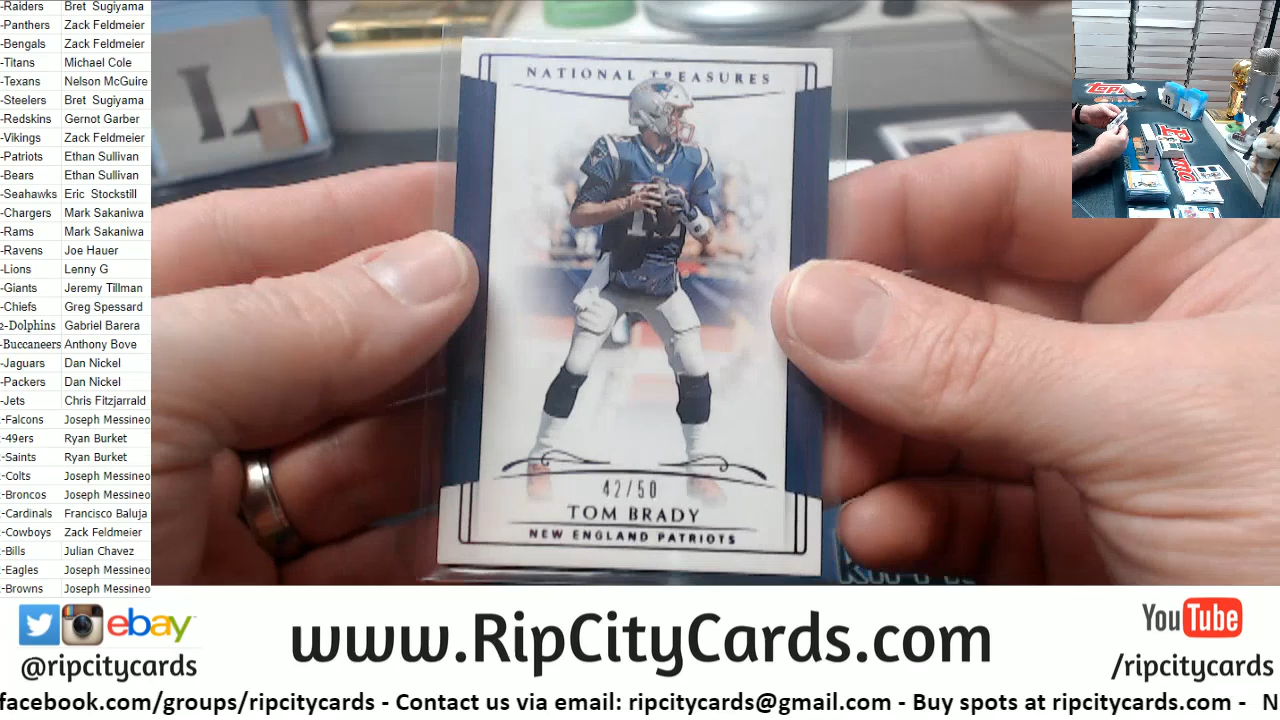 -Raiders Bret Sugiyama
-Panthers Zack Feldmeier
-Bengals Zack Feldmeier
-Titans Michael Cole
-Texans Nelson McGuire
-Steelers Bret Sugiyama
-Redskins Gernot Garber
-Vikings Zack Feldmeier
-Patriots Ethan Sullivan
-Bears Ethan Sullivan
-Seahawks Eric Stockstill
-Chargers Mark Sakaniwa
-Rams Mark Sakaniwa
-Ravens Joe Hauer
-Lions Lenny G
-Giants Jeremy Tillman
-Chiefs Greg Spessard
2-Dolphins Gabriel Barera
-Buccaneers Anthony Bove
-Jaguars Dan Nickel
-Packers Dan Nickel
-Jets Chris Fitzjarrald
-Falcons Joseph Messineo
-49ers Ryan Burket
-Saints Ryan Burket
-Colts Joseph Messineo
-Broncos Joseph Messineo
-Cardinals Francisco Baluja
-Cowboys Zack Feldmeier
-Bills Julian Chavez
-Eagles Joseph Messineo
-Browns Joseph Messineo
L
NATIONAL TREASURES
12
42/50
TOM BRADY
NEW ENGLAND PATRIOTS
Topps
R L
ebay
@ripcitycards
www.RipCityCards.com
YouTube
/ripcitycards
facebook.com/groups/ripcitycards - Contact us via email: ripcitycards@gmail.com - Buy spots at ripcitycards.com - N